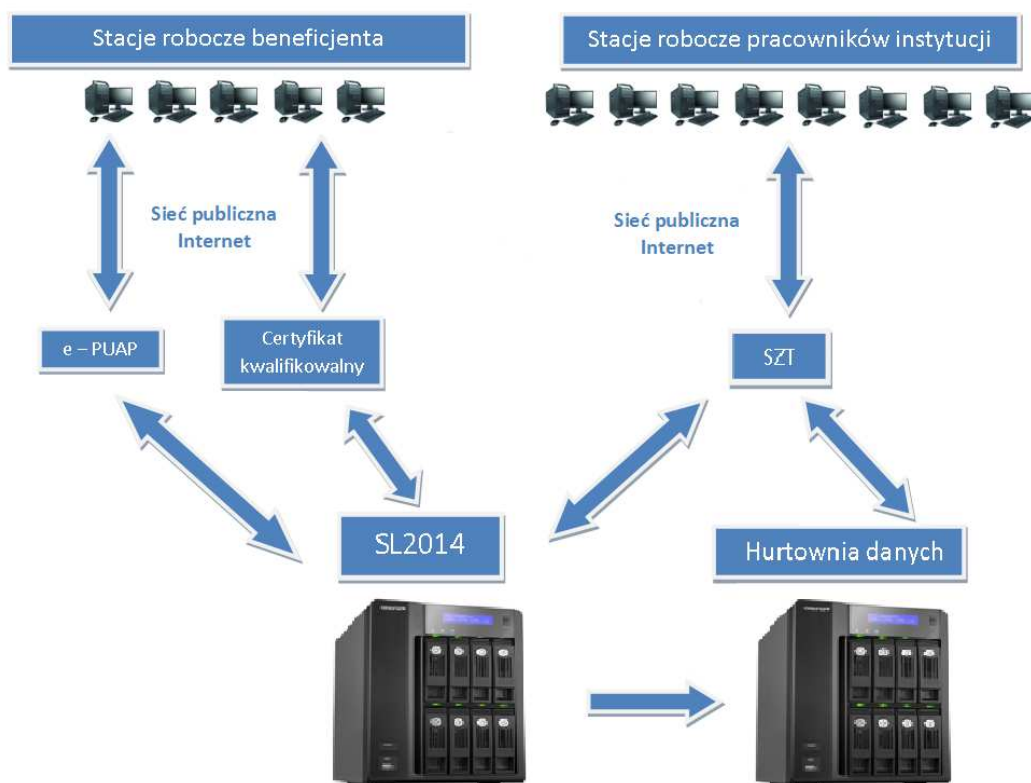 Stacje robocze beneficjenta
Stacje robocze pracowników instytucji
Sieć publiczna
Internet
Sieć publiczna
Internet
e – PUAP
Certyfikat
kwalifikowalny
SZT
SL2014
Hurtownia danych